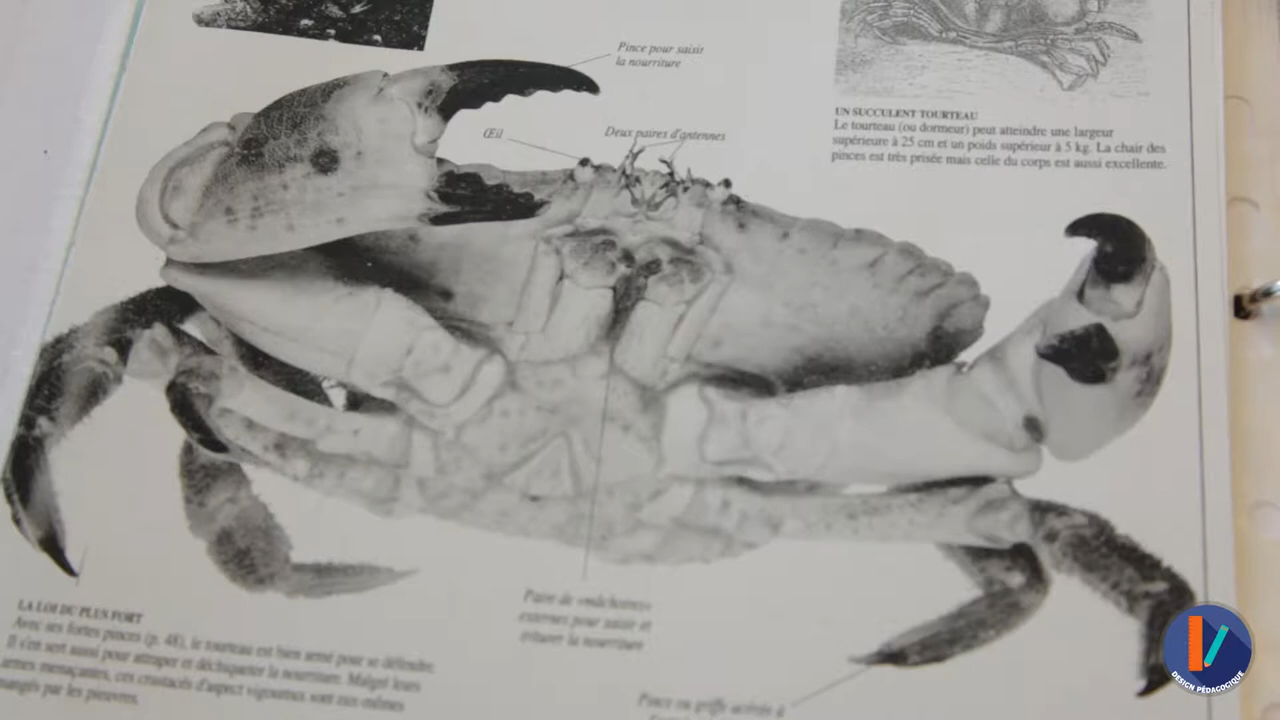 Pince pour saisir
la nourriture
Œil
Deux paires d'antennes
UN SUCCULENT TOURTEAU
Le tourteau (ou dormeur) peut atteindre une largeur
supérieure à 25 cm et un poids supérieur à 5 kg. La chair des
pinces est très prisée mais celle du corps est aussi excellente.
Paire de «mâchoires»
externes pour saisir et
triturer la nourriture
LA LOI DU PLUS FORT
Avec ses fortes pinces (p. 48), le tourteau est bien armé pour se défendre.
Il s'en sert aussi pour attraper et déchiqueter la nourriture. Malgré leurs
armes menaçantes, ces crustacés d'aspect vigoureux sont eux-mêmes
mangés par les pieuvres.
Pince ou griffe acérée à
DESIGN PÉDAGOGIQUE